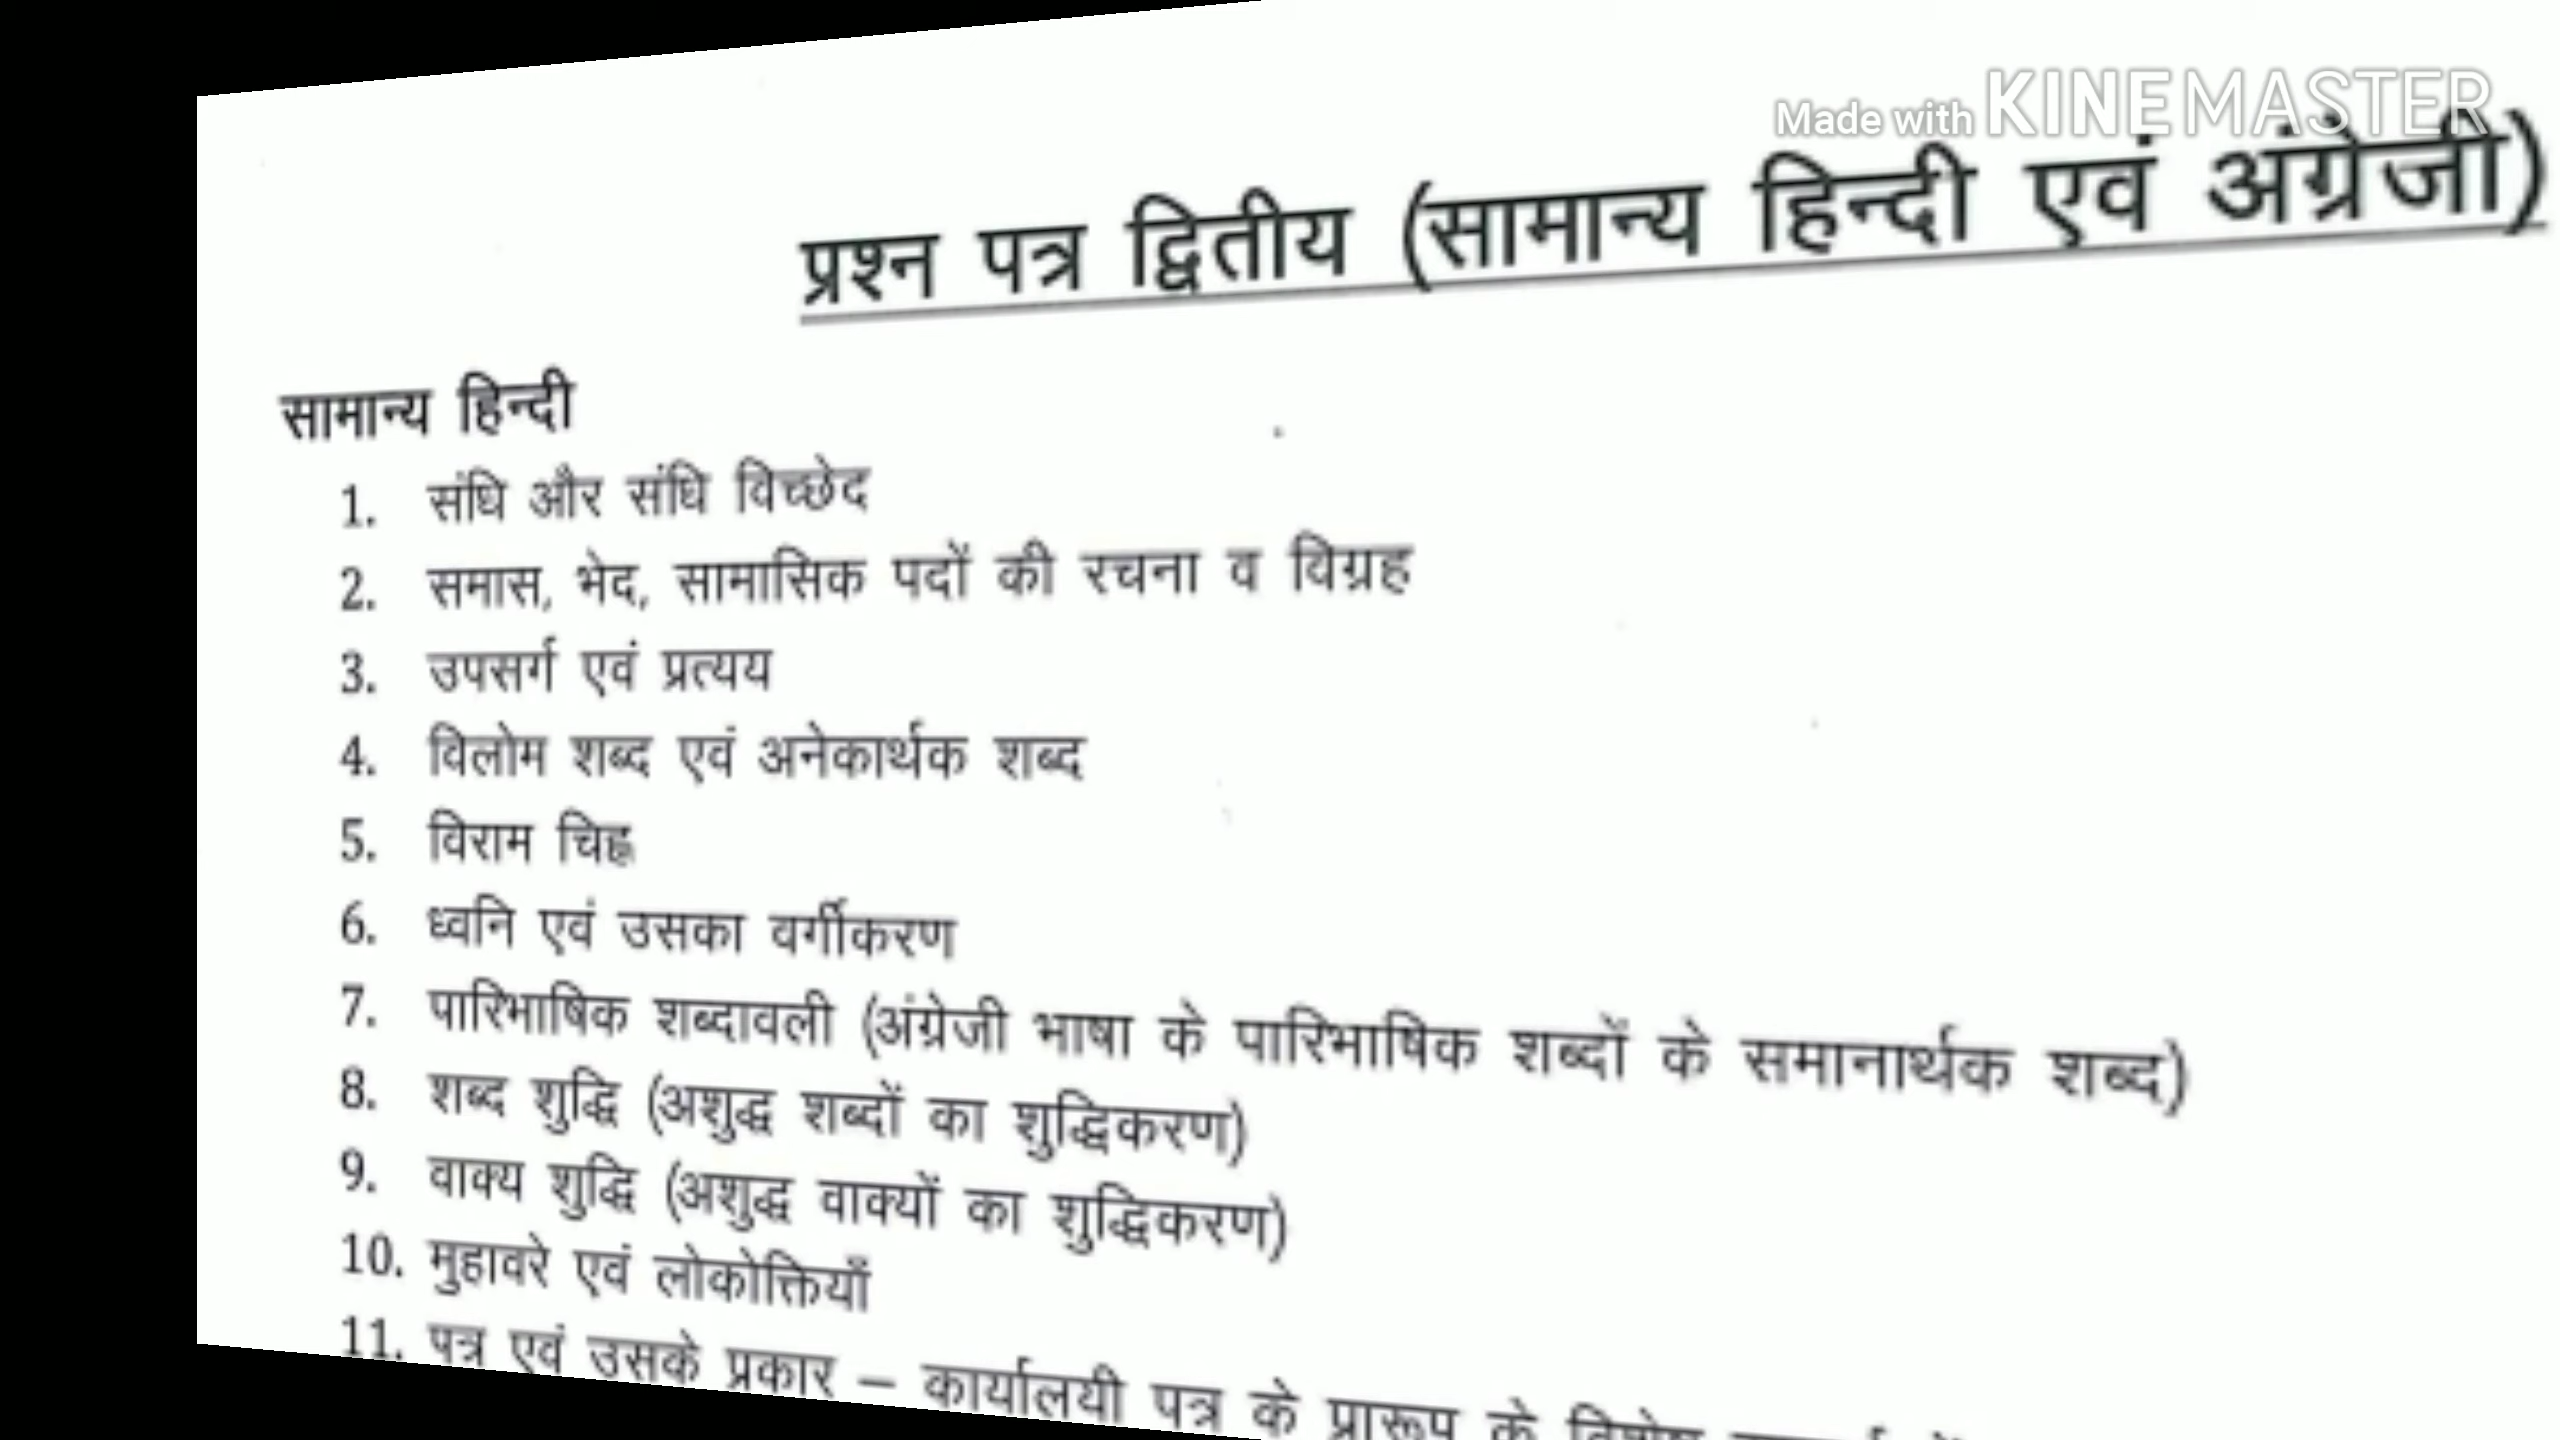 Made with KINEMASTER
प्रश्न पत्र द्वितीय (सामान्य हिन्दी एवं अंग्रेजी)
सामान्य हिन्दी
1. संधि और संधि विच्छेद
2. समास, भेद, सामासिक पदों की रचना व विग्रह
3. उपसर्ग एवं प्रत्यय
4. विलोम शब्द एवं अनेकार्थक शब्द
5. विराम चिह्न
6. ध्वनि एवं उसका वर्गीकरण
7. पारिभाषिक शब्दावली (अंग्रेजी भाषा के पारिभाषिक शब्दों के समानार्थक शब्द)
8. शब्द शुद्धि (अशुद्ध शब्दों का शुद्धिकरण)
9. वाक्य शुद्धि (अशुद्ध वाक्यों का शुद्धिकरण)
10. मुहावरे एवं लोकोक्तियाँ
11. पत्र एवं उसके प्रकार – कार्यालयी पत्र के प्रारूप के विशेष